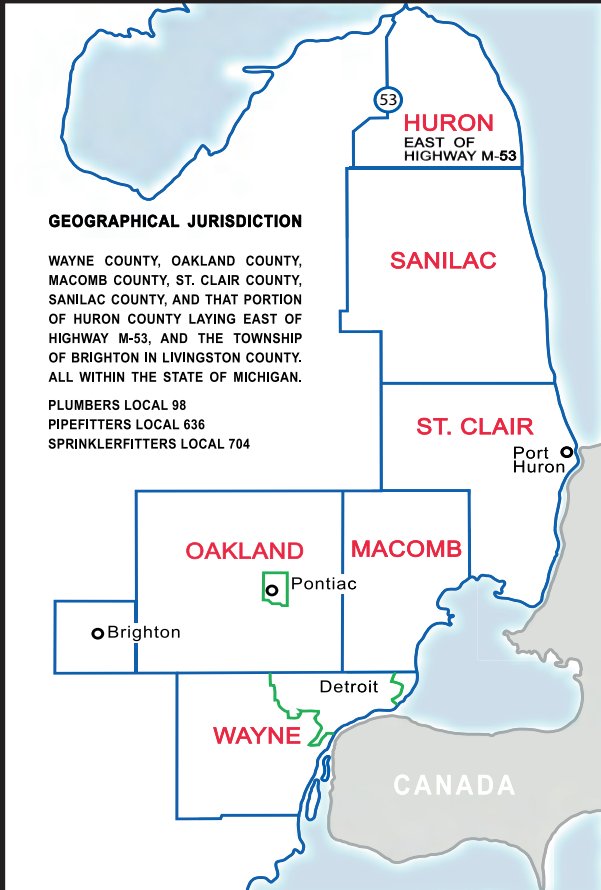 53
HURON
EAST OF
HIGHWAY M-53
GEOGRAPHICAL JURISDICTION
WAYNE COUNTY, OAKLAND COUNTY,
MACOMB COUNTY, ST. CLAIR COUNTY,
SANILAC COUNTY, AND THAT PORTION
OF HURON COUNTY LAYING EAST OF
HIGHWAY M-53, AND THE TOWNSHIP
OF BRIGHTON IN LIVINGSTON COUNTY.
ALL WITHIN THE STATE OF MICHIGAN.
PLUMBERS LOCAL 98
PIPEFITTERS LOCAL 636
SPRINKLERFITTERS LOCAL 704
SANILAC
ST. CLAIR
Port
Huron
OAKLAND
MACOMB
Pontiac
Brighton
Detroit
WAYNE
CANADA